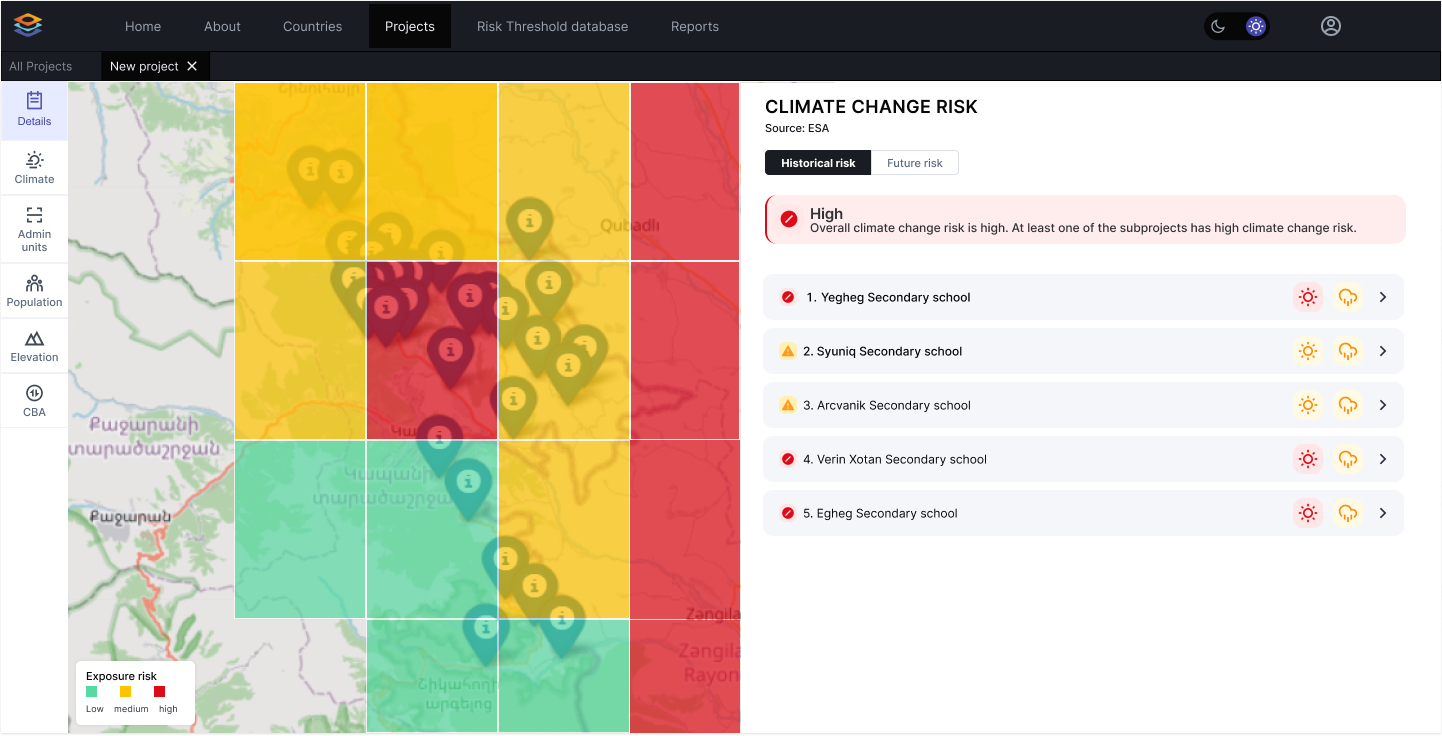 Home About Countries Projects Risk Threshold database Reports
All Projects New project
Details
Climate
Admin
units
Population
Elevation
CBA
Qubadlı
Քաջարանի
տարածաշրջան
Քաջարան
Կապանի
տարածաշրջան
Շիկահողի
արգելոց
Zəngila
Zəngila
Rayon
Exposure risk
Low medium high
CLIMATE CHANGE RISK
Source: ESA
Historical risk Future risk
High
Overall climate change risk is high. At least one of the subprojects has high climate change risk.
1. Yegheg Secondary school
2. Syuniq Secondary school
3. Arcvanik Secondary school
4. Verin Xotan Secondary school
5. Egheg Secondary school